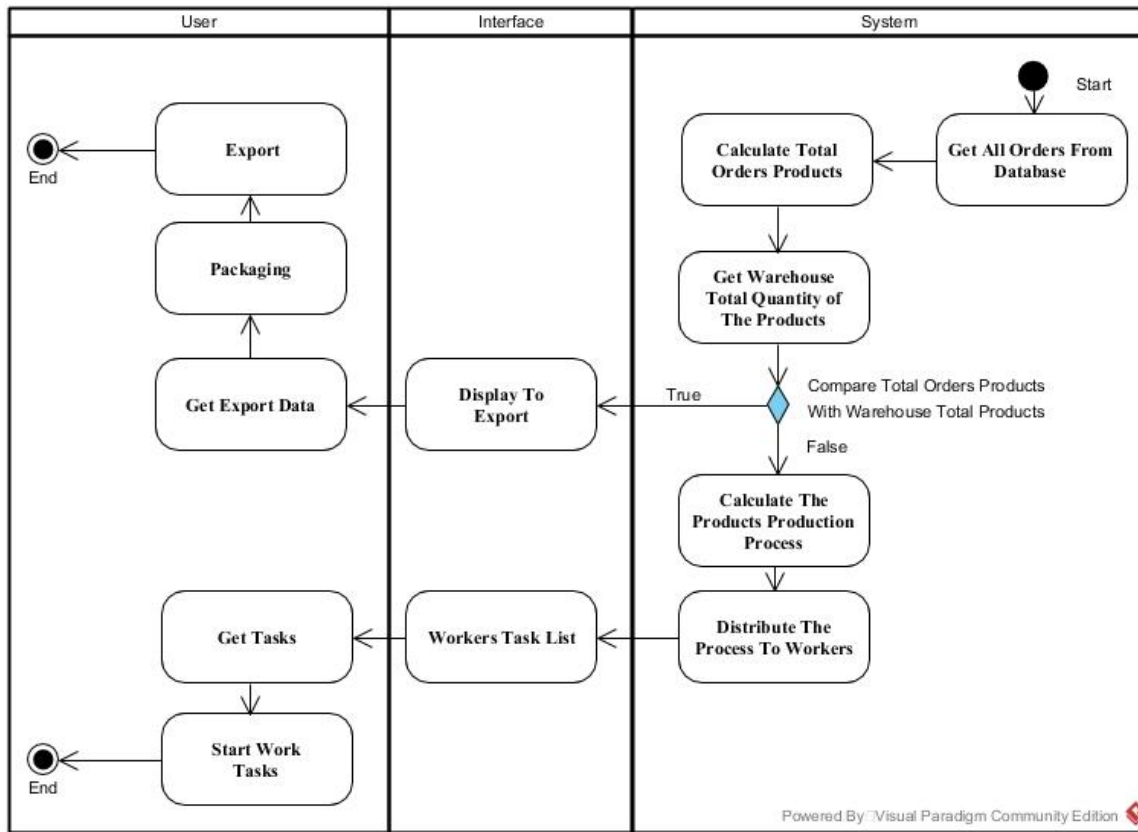 User
Interface
System
Start
Export
Calculate Total
Orders Products
Get All Orders From
Database
End
Packaging
Get Warehouse
Total Quantity of
The Products
Get Export Data
Display To
Export
True
Compare Total Orders Products
With Warehouse Total Products
False
Calculate The
Products Production
Process
Get Tasks
Workers Task List
Distribute The
Process To Workers
Start Work
Tasks
End
Powered By Visual Paradigm Community Edition